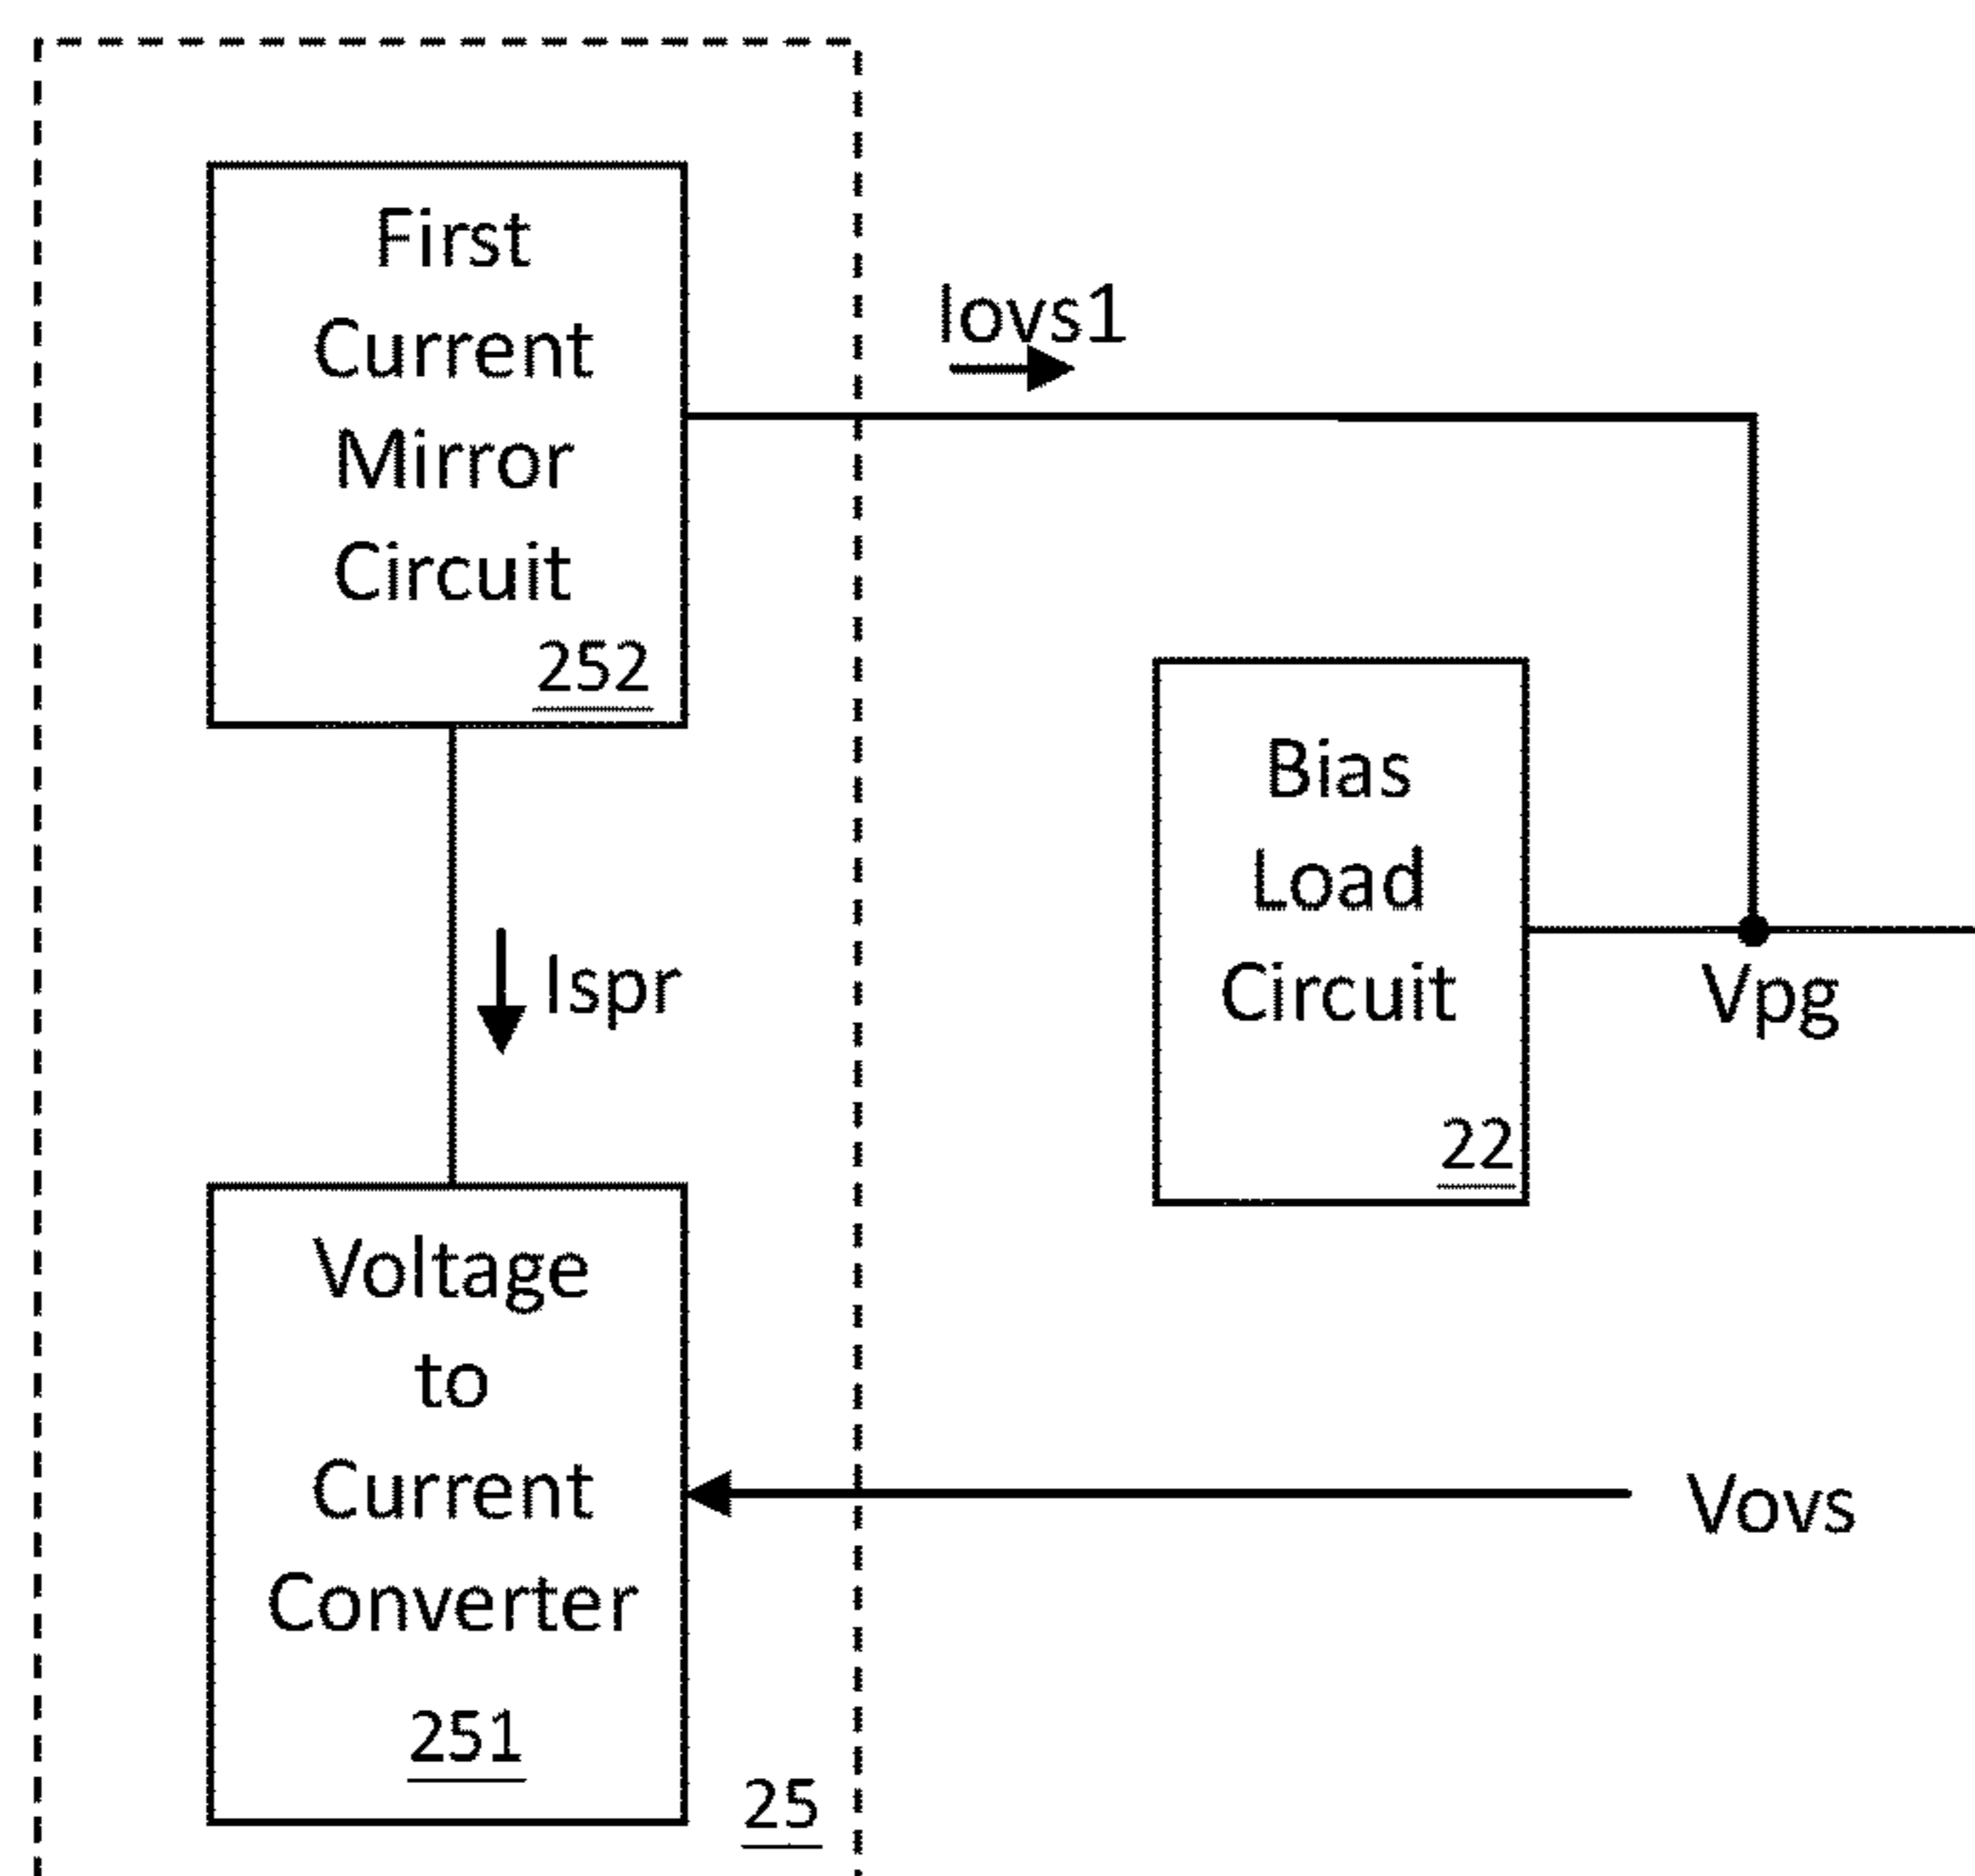 First
Current
Mirror
Circuit
252
Iovs1
Bias
Load
Circuit
22
Vpg
Ispr
Voltage
to
Current
Converter
251
25
Vovs